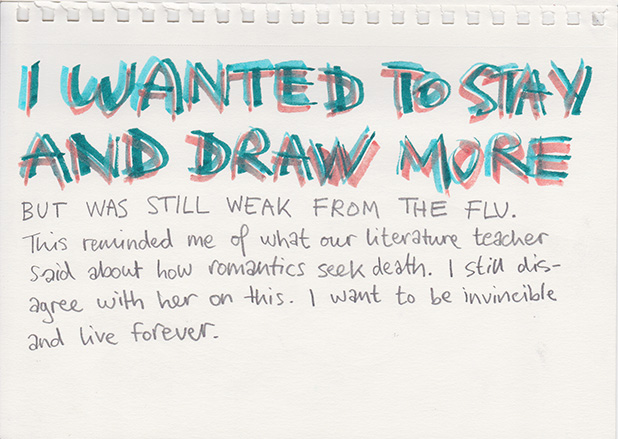 I WANTED TO STAY
AND DRAW MORE
BUT WAS STILL WEAK FROM THE FLU.
This reminded me of what our literature teacher
said about how romantics seek death. I still dis-
agree with her on this. I want to be invincible
and live forever.